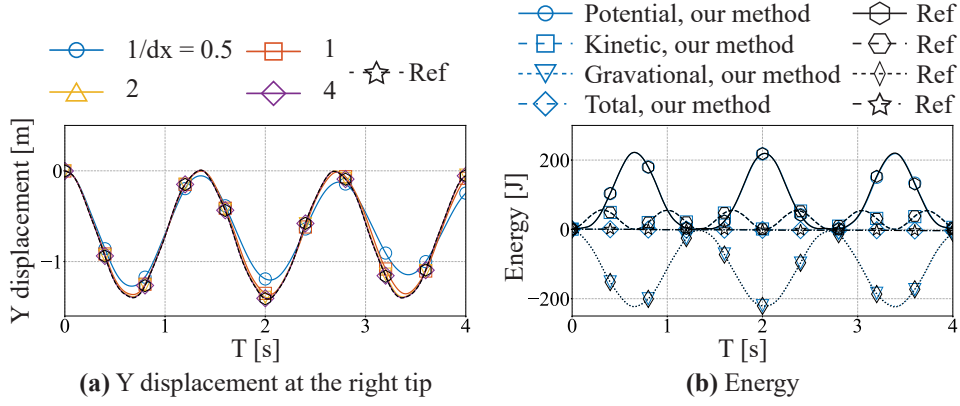 1/dx = 0.5
1
2
4
Ref
Y displacement [m]
0
−1
0
1
2
3
4
T [s]
(a) Y displacement at the right tip
Potential, our method
Ref
Kinetic, our method
Ref
Gravational, our method
Ref
Total, our method
Ref
Energy [J]
200
0
−200
0
1
2
3
4
T [s]
(b) Energy